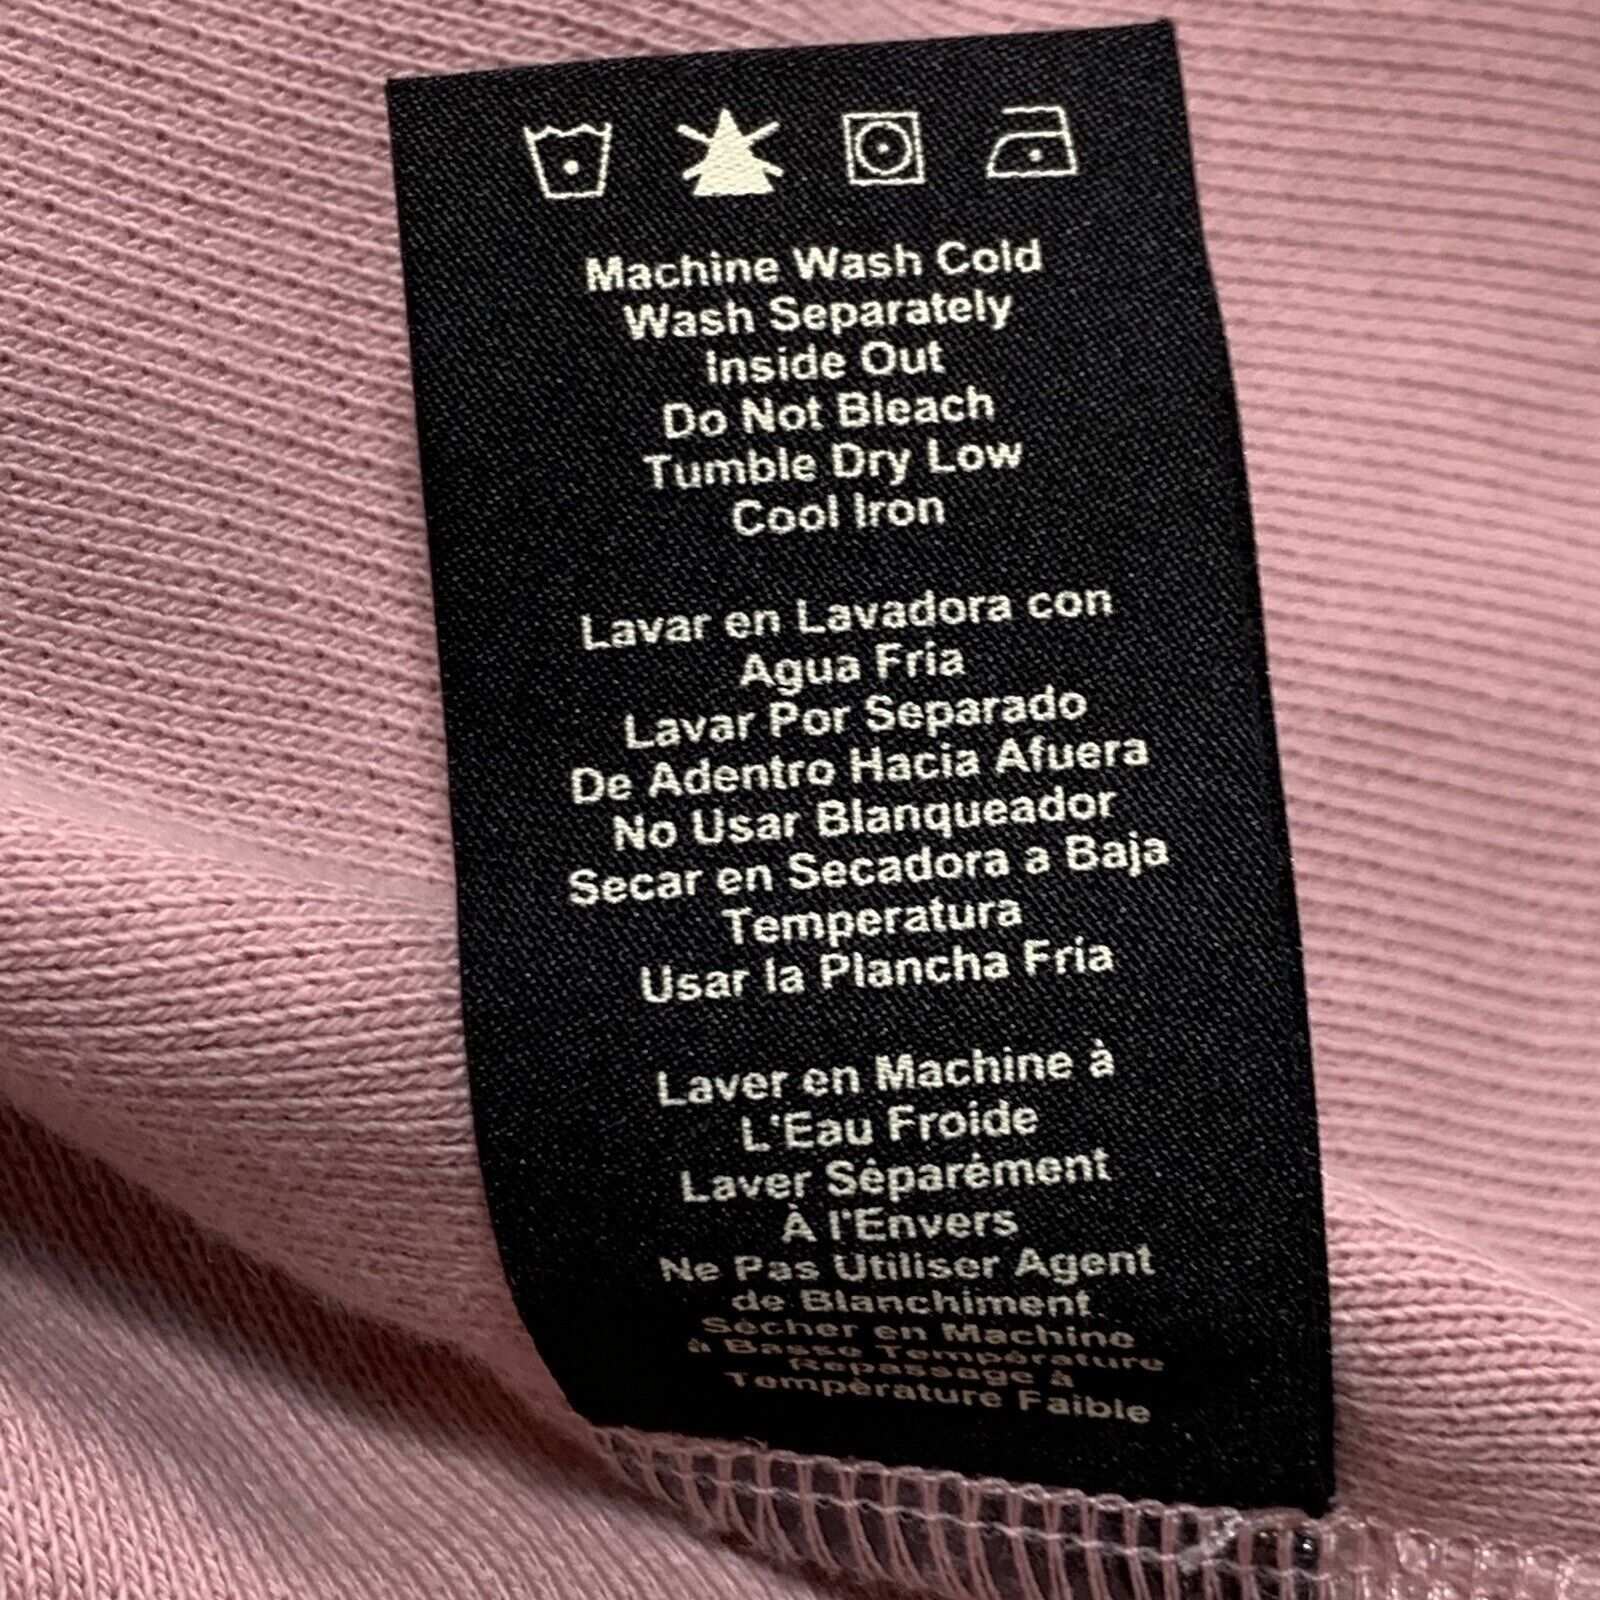 Machine Wash Cold
Wash Separately
Inside Out
Do Not Bleach
Tumble Dry Low
Cool Iron
Lavar en Lavadora con
Agua Fría
Lavar Por Separado
De Adentro Hacia Afuera
No Usar Blanqueador
Secar en Secadora a Baja
Temperatura
Usar la Plancha Fría
Laver en Machine à
L'Eau Froide
Laver Séparément
À l'Envers
Ne Pas Utiliser Agent
de Blanchiment
Sécher en Machine
à Basse Température
Repassage à
Température Faible